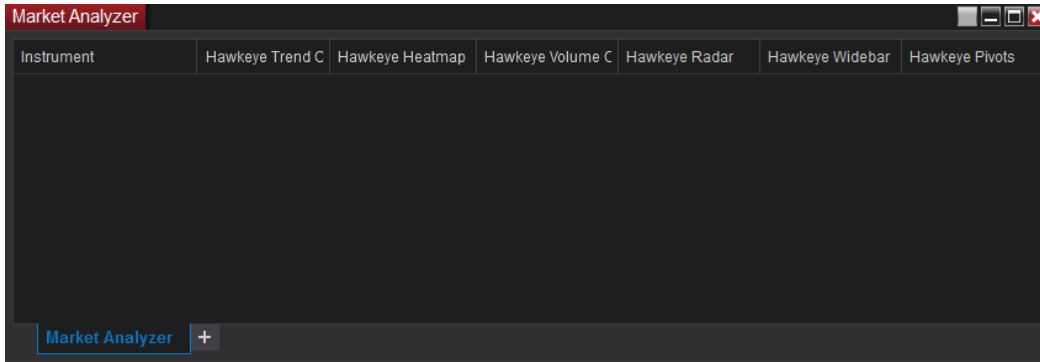 Market Analyzer
Instrument Hawkeye Trend C Hawkeye Heatmap Hawkeye Volume C Hawkeye Radar Hawkeye Widebar Hawkeye Pivots
Market Analyzer +